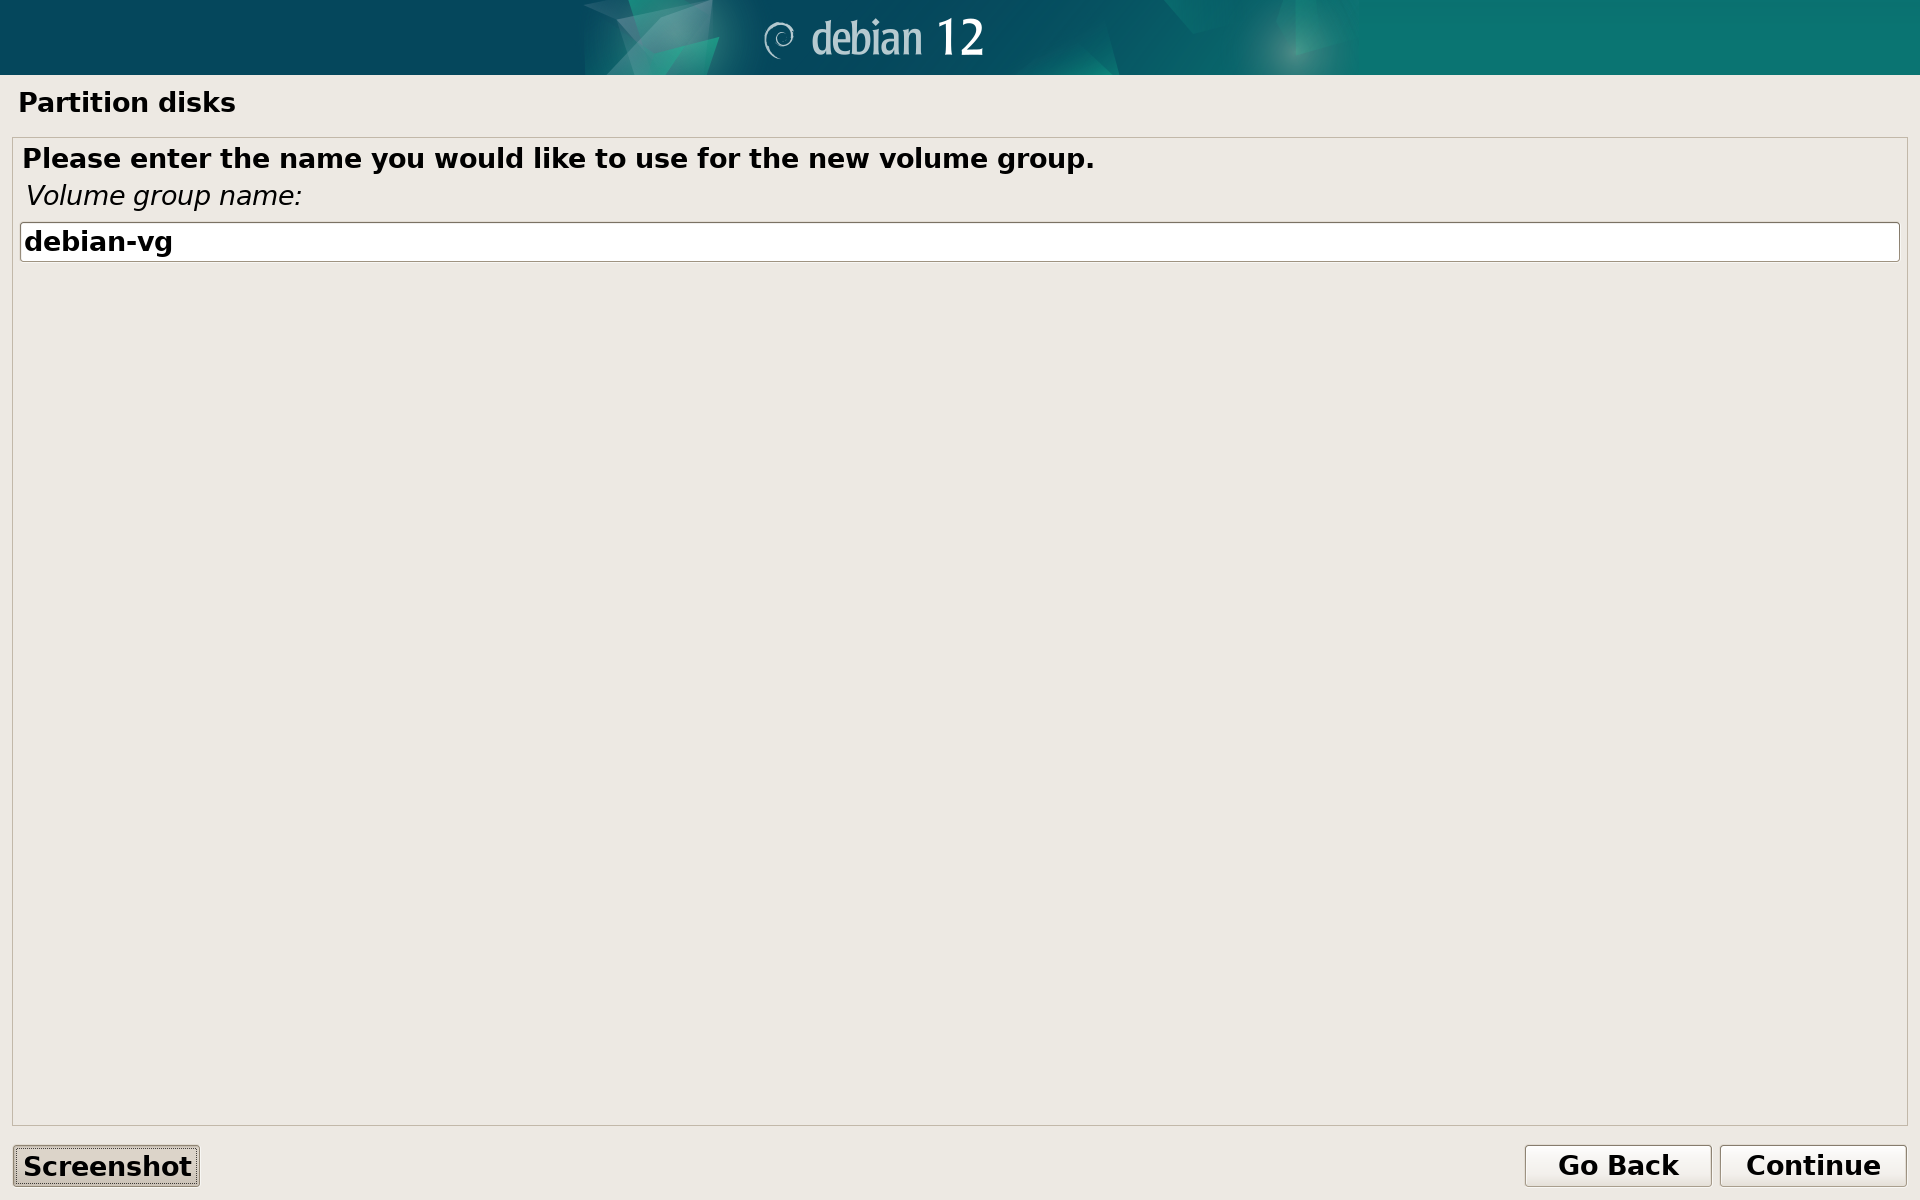 debian 12
Partition disks
Please enter the name you would like to use for the new volume group.
Volume group name:
debian-vg
Screenshot
Go Back
Continue